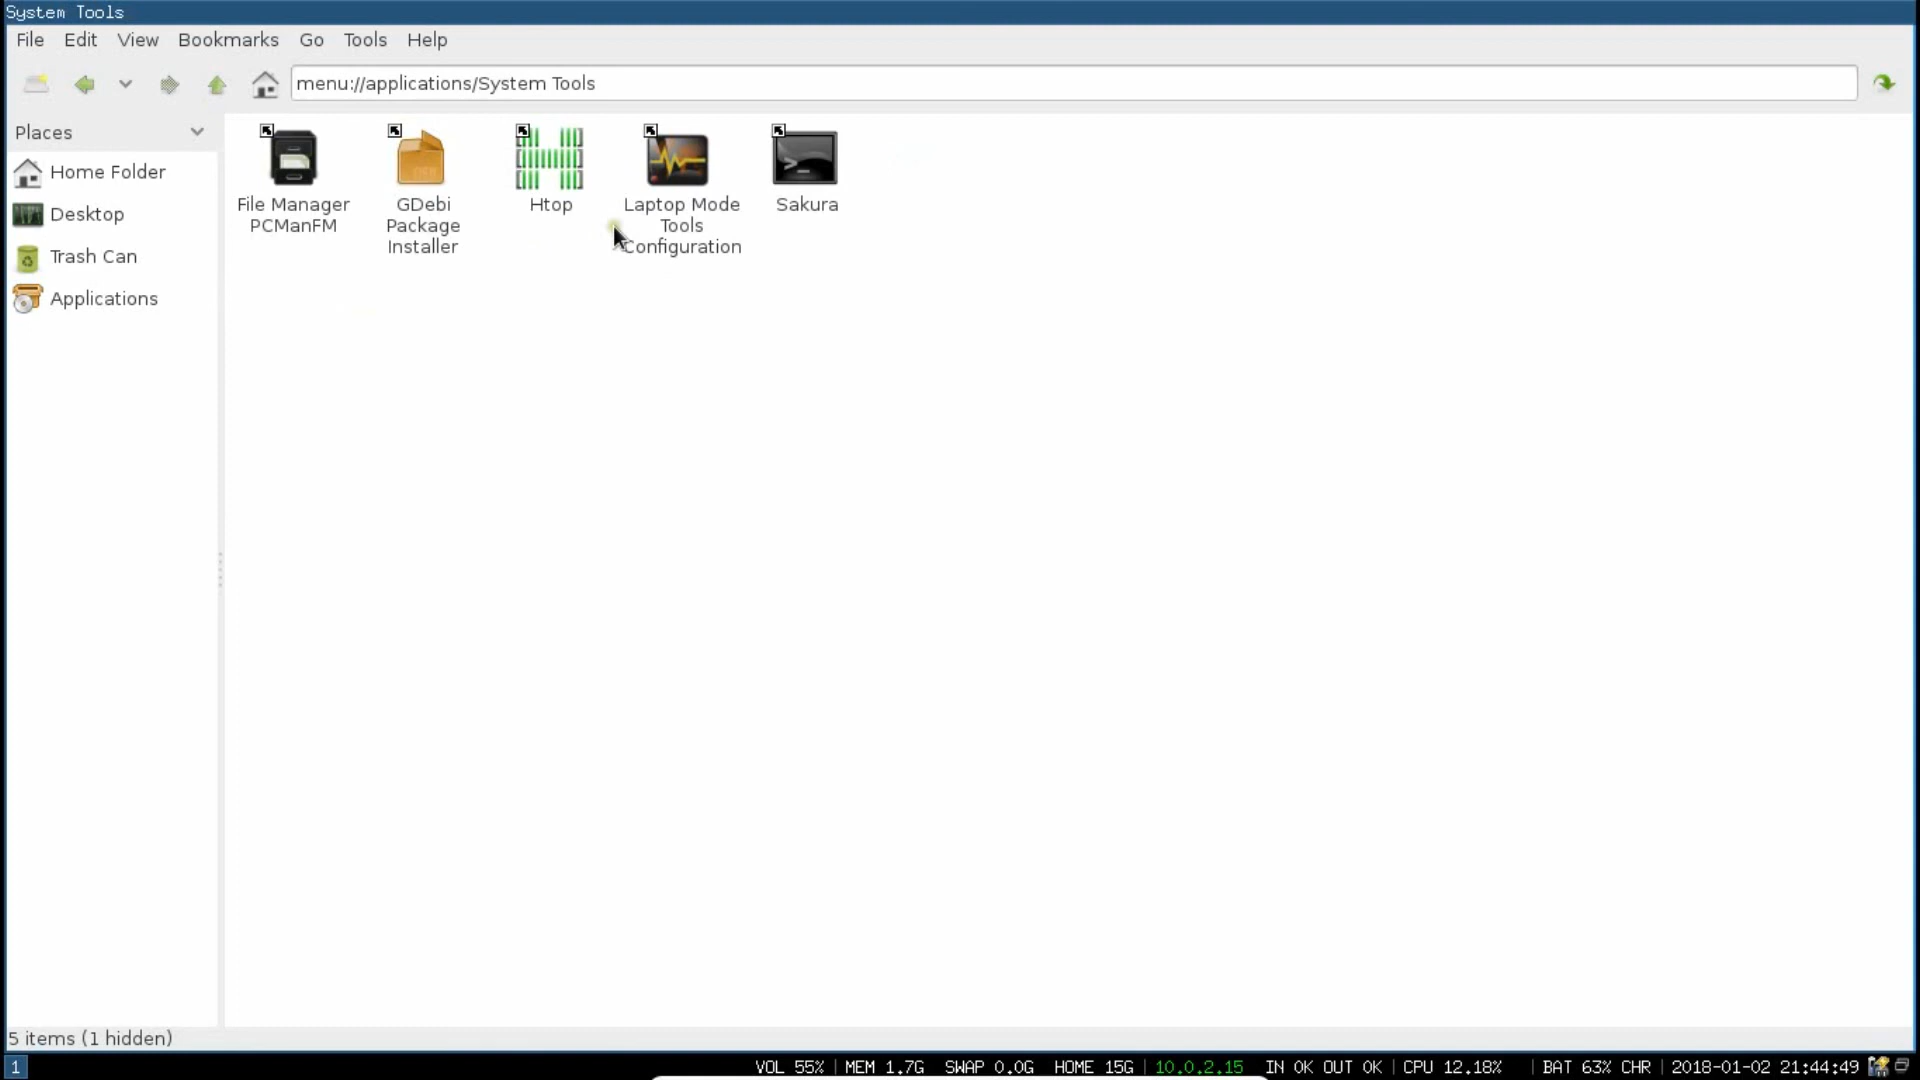 System Tools
File Edit View Bookmarks Go Tools Help
menu://applications/System Tools
Places
Home Folder
Desktop
Trash Can
Applications
File Manager
PCManFM
GDebi
Package
Installer
Htop
Laptop Mode
Tools
Configuration
Sakura
5 items (1 hidden)
1
VOL 55% | MEM 1.7G SWAP 0.0G HOME 15G | 10.0.2.15 IN OK OUT OK | CPU 12.18% | BAT 63% CHR | 2018-01-02 21:44:49